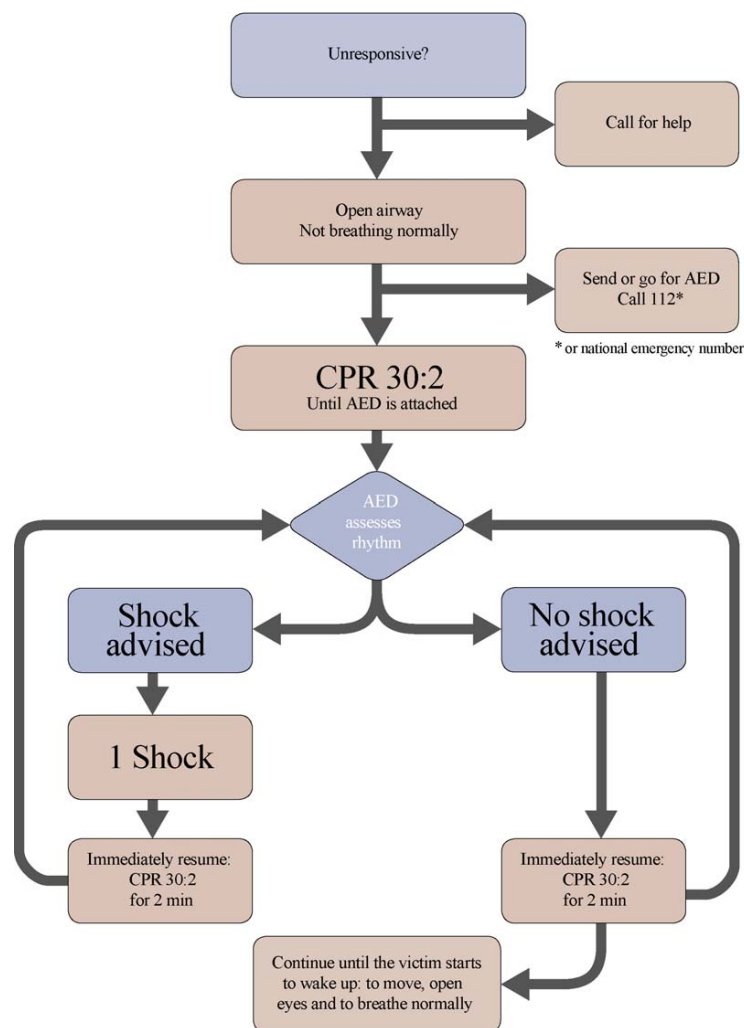 Unresponsive?
Call for help
Open airway
Not breathing normally
Send or go for AED
Call 112*
* or national emergency number
CPR 30:2
Until AED is attached
AED
assesses
rhythm
Shock
advised
No shock
advised
1 Shock
Immediately resume:
CPR 30:2
for 2 min
Immediately resume:
CPR 30:2
for 2 min
Continue until the victim starts
to wake up: to move, open
eyes and to breathe normally